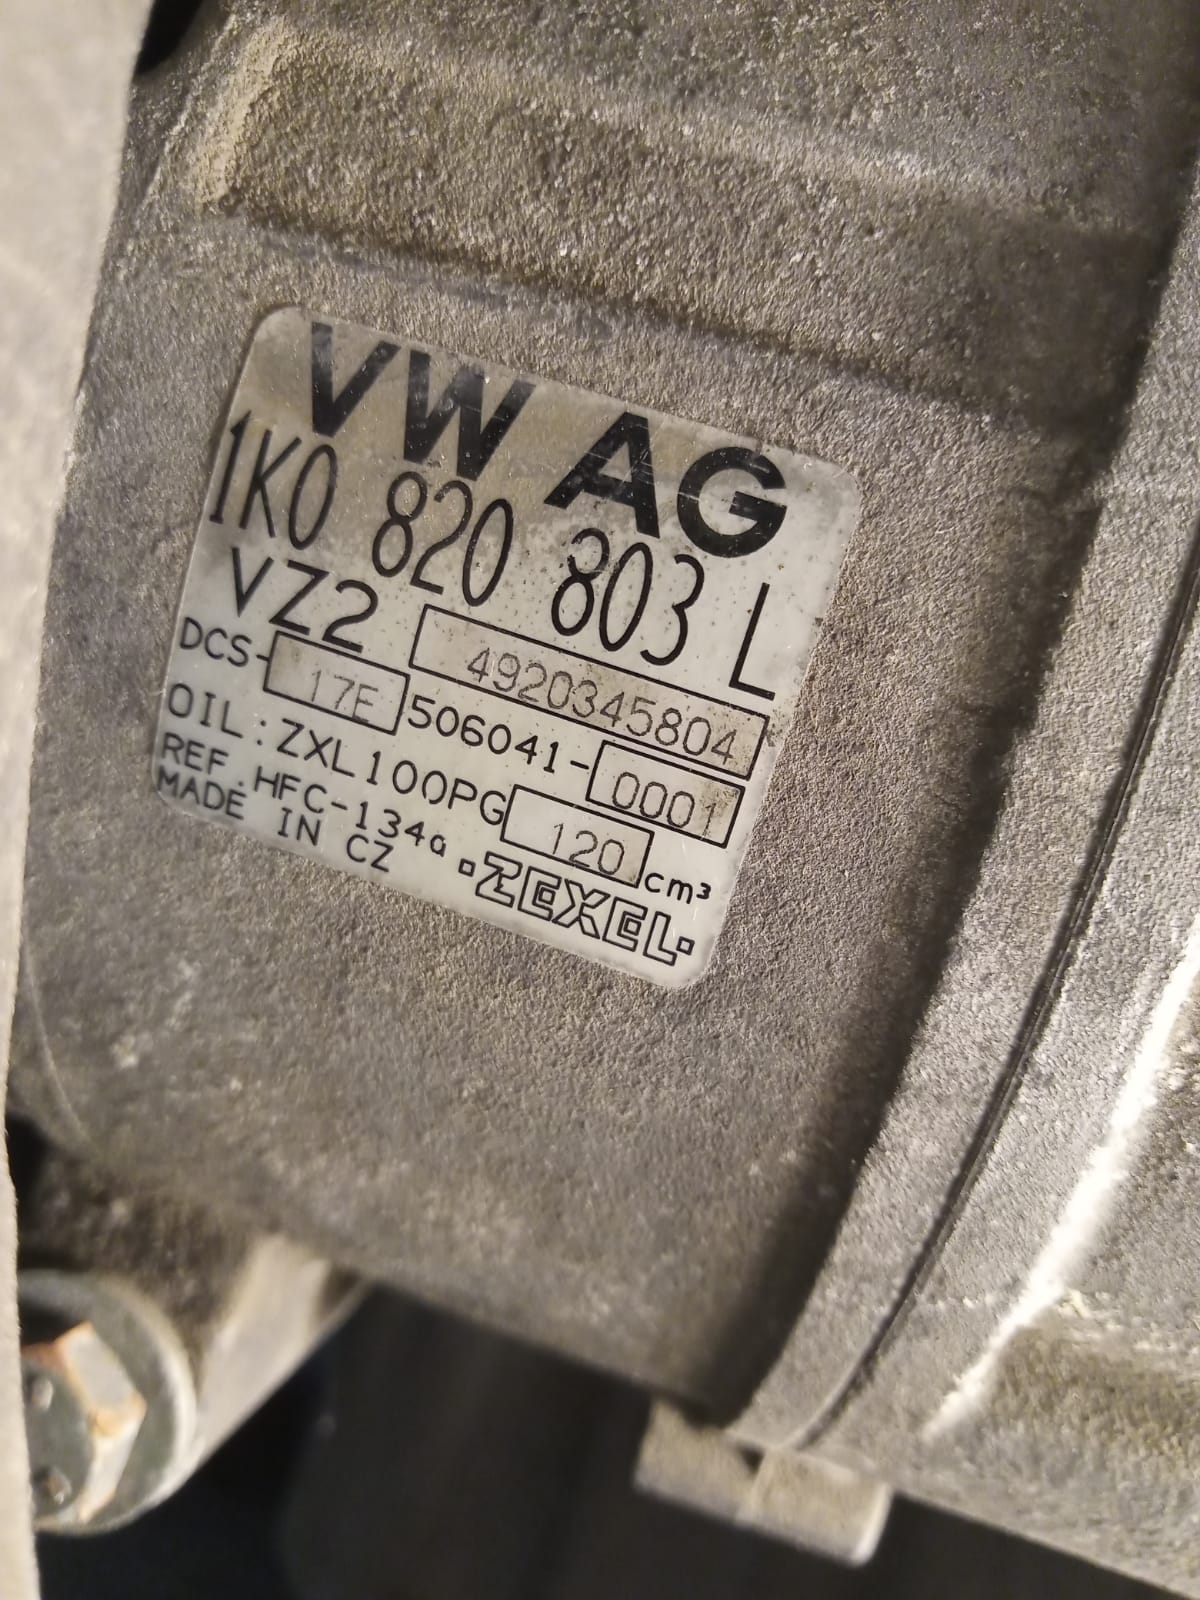 VW AG
1K0 820 803 L
VZ2 4920345804
DCS-17E 506041-0001
OIL: ZXL100PG 120 cm³
REF. HFC-134a
MADE IN CZ
ZEXEL